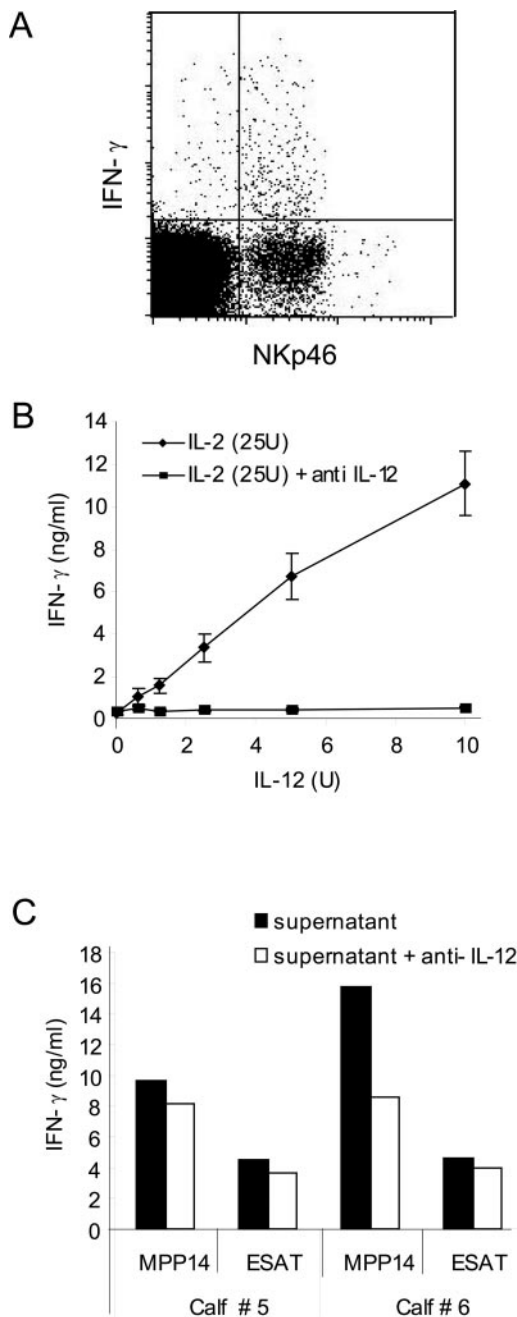 A
IFN- γ
NKp46
B
IL-2 (25U)
IL-2 (25U) + anti IL-12
14
12
10
8
6
4
2
0
IFN- γ (ng/ml)
0 2 4 6 8 10
IL-12 (U)
C
supernatant
supernatant + anti- IL-12
18
16
14
12
10
8
6
4
2
0
IFN- γ (ng/ml)
MPP14 ESAT MPP14 ESAT
Calf # 5 Calf # 6